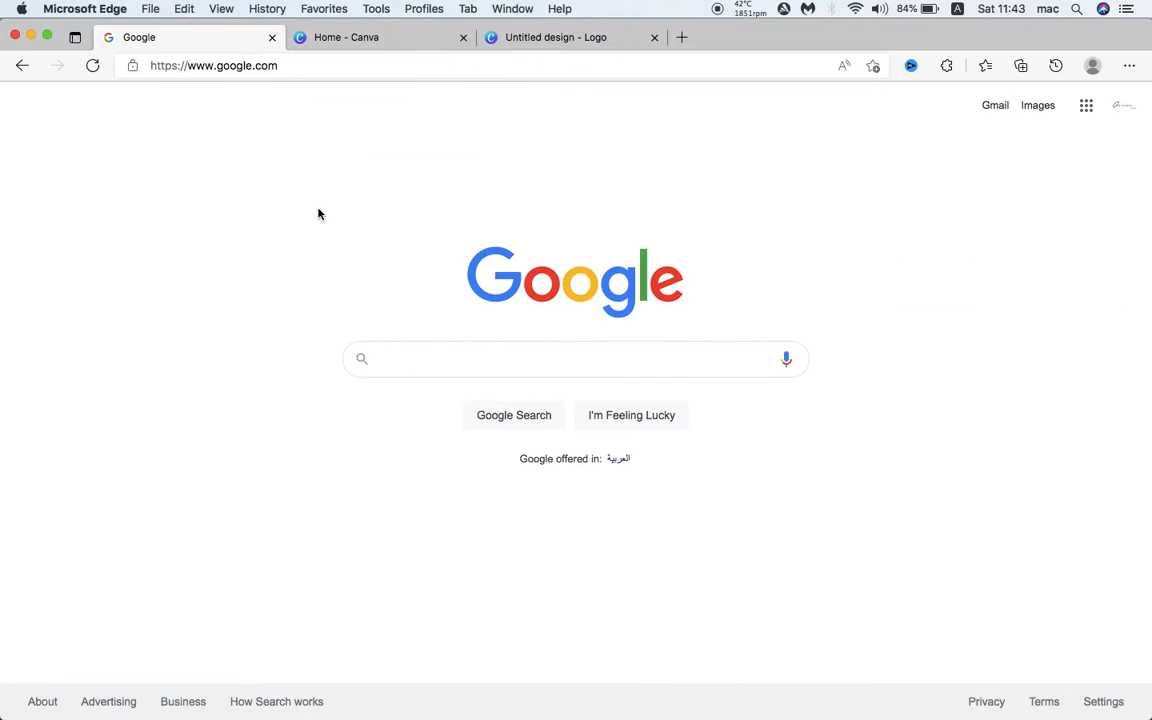 Microsoft Edge File Edit View History Favorites Tools Profiles Tab Window Help 42°C 1851rpm 84% A Sat 11:43 mac
Google Home - Canva Untitled design - Logo
https://www.google.com
Gmail Images
Google
Google Search I'm Feeling Lucky
Google offered in: العربية
About Advertising Business How Search works Privacy Terms Settings